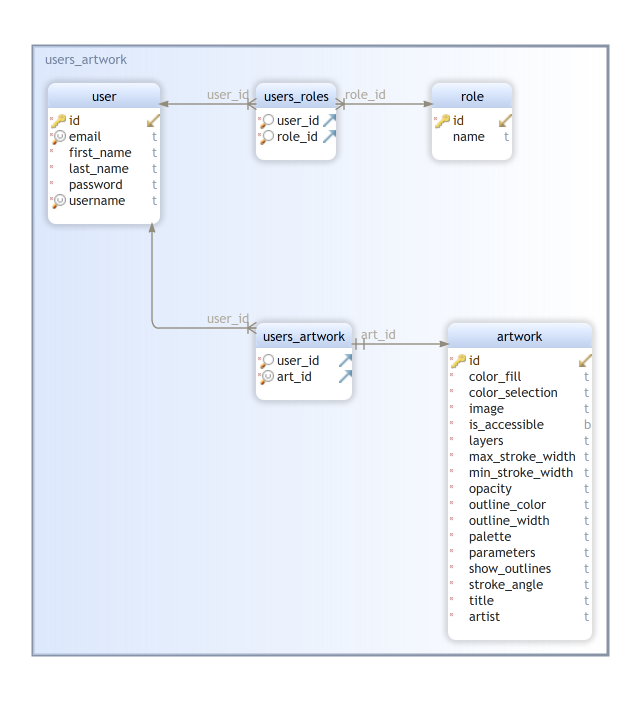 users_artwork
user
id
email t
first_name t
last_name t
password t
username t
user_id
users_roles
user_id
role_id
role_id
role
id
name t
user_id
users_artwork
user_id
art_id
art_id
artwork
id
color_fill t
color_selection t
image t
is_accessible b
layers t
max_stroke_width t
min_stroke_width t
opacity t
outline_color t
outline_width t
palette t
parameters t
show_outlines t
stroke_angle t
title t
artist t